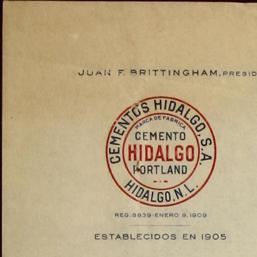 JUAN F. BRITTINGHAM, PRESID
CEMENTOS HIDALGO, S.A.
MARCA DE FABRICA
CEMENTO
HIDALGO
PORTLAND
HIDALGO, N.L.
REG. 8839-ENERO 9, 1909
ESTABLECIDOS EN 1905